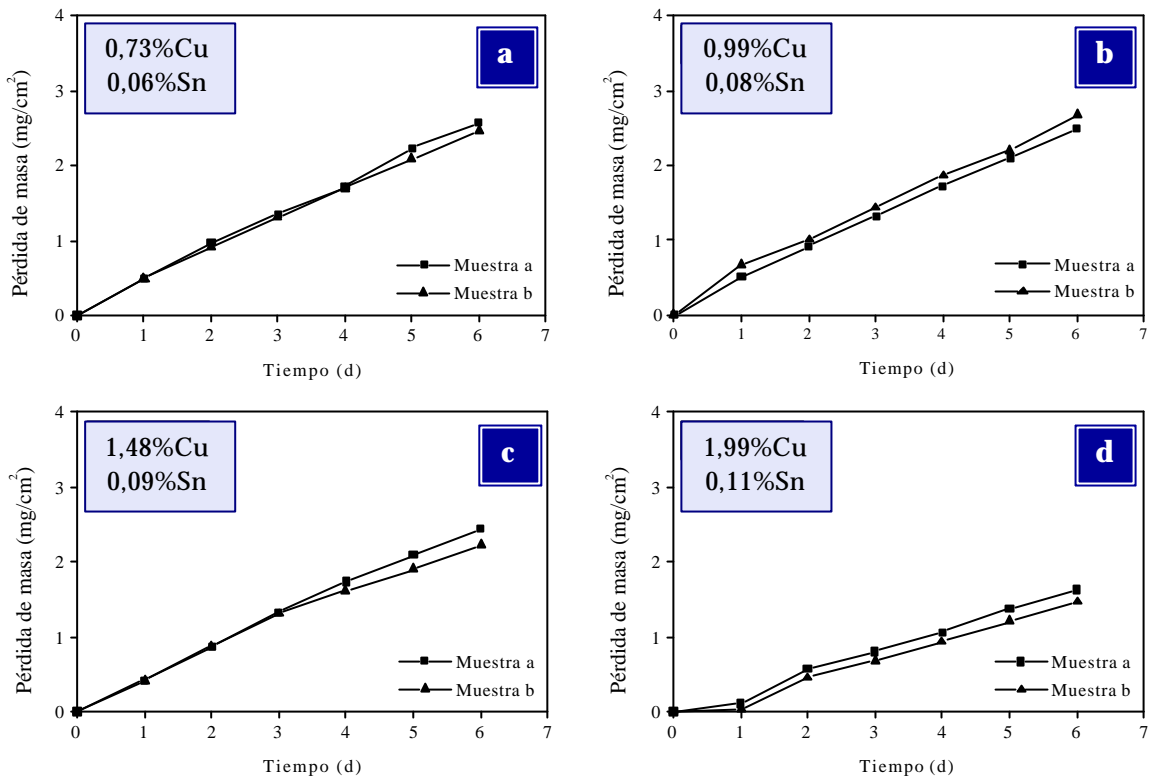 0,73%Cu
0,06%Sn
a
Pérdida de masa (mg/cm²)
4
3
2
1
0
Muestra a
Muestra b
0 1 2 3 4 5 6 7
Tiempo (d)
0,99%Cu
0,08%Sn
b
Pérdida de masa (mg/cm²)
4
3
2
1
0
Muestra a
Muestra b
0 1 2 3 4 5 6 7
Tiempo (d)
1,48%Cu
0,09%Sn
c
Pérdida de masa (mg/cm²)
4
3
2
1
0
Muestra a
Muestra b
0 1 2 3 4 5 6 7
Tiempo (d)
1,99%Cu
0,11%Sn
d
Pérdida de masa (mg/cm²)
4
3
2
1
0
Muestra a
Muestra b
0 1 2 3 4 5 6 7
Tiempo (d)